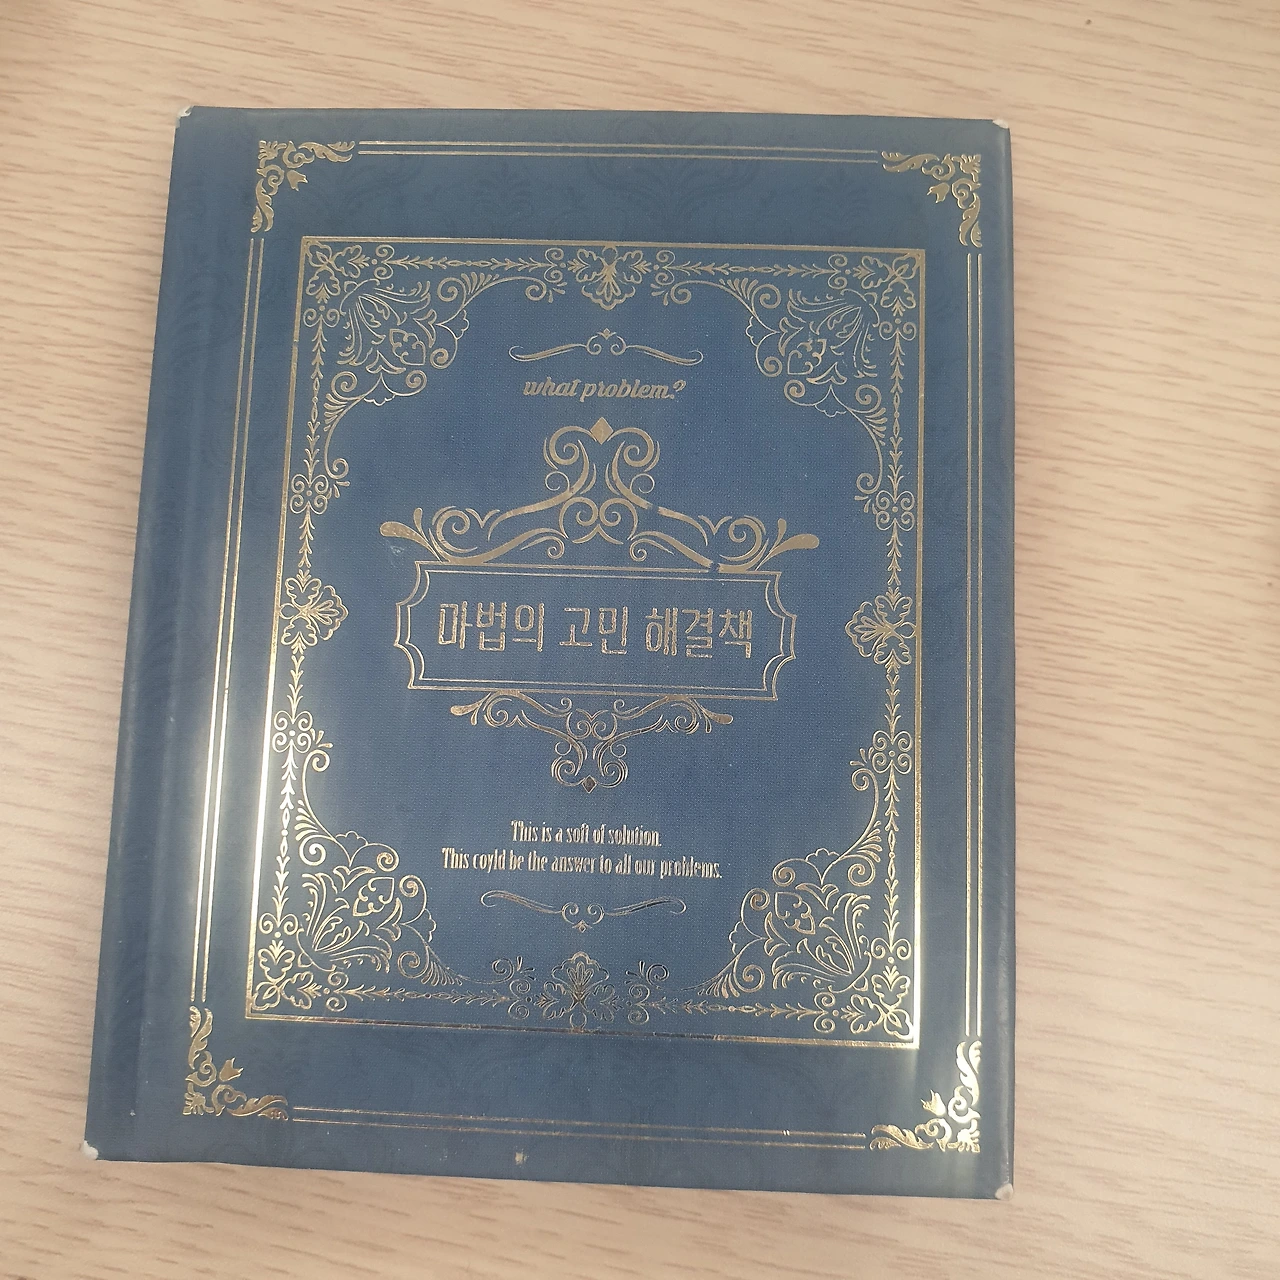 what problem?
마법의 고민 해결책
This is a soft of solution.
This coyld be the answer to all our problems.